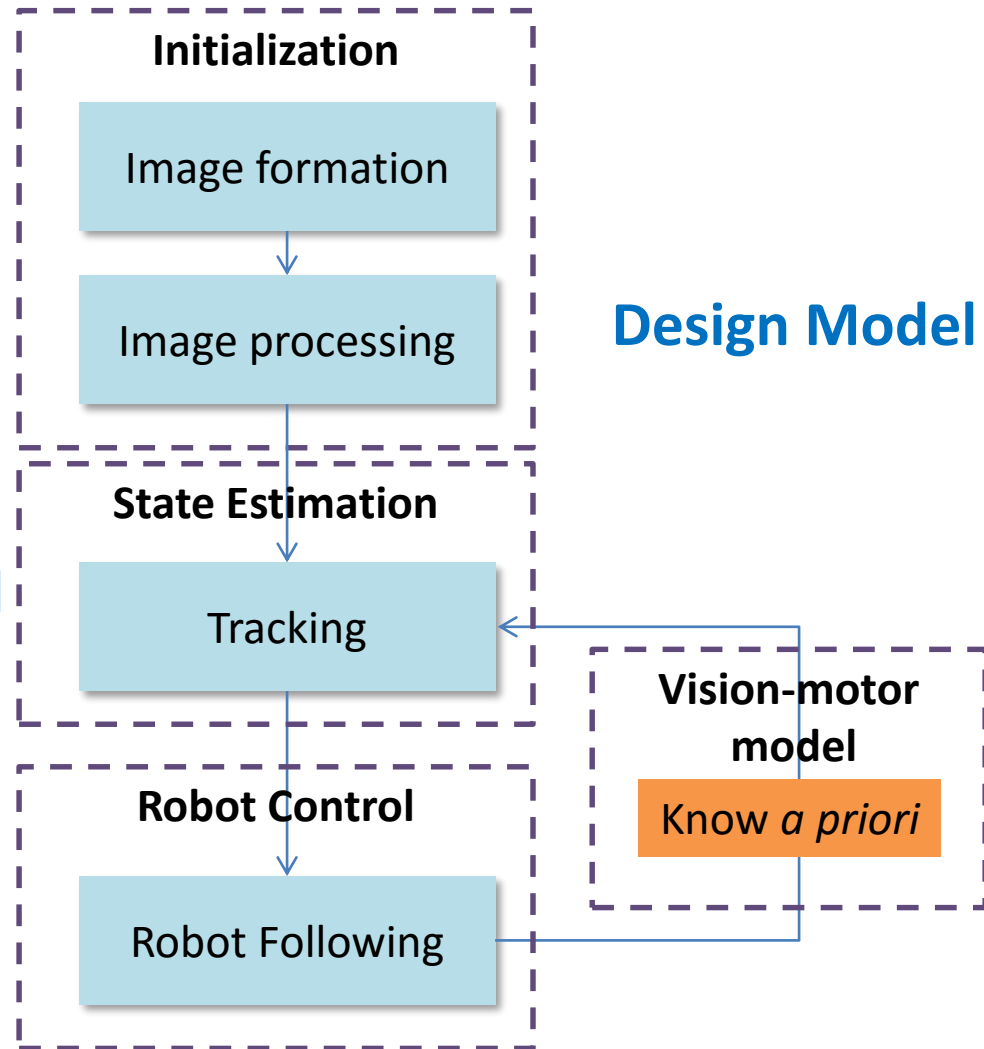 Initialization
Image formation
Image processing
Design Model
State Estimation
Tracking
Vision-motor
model
Know a priori
Robot Control
Robot Following